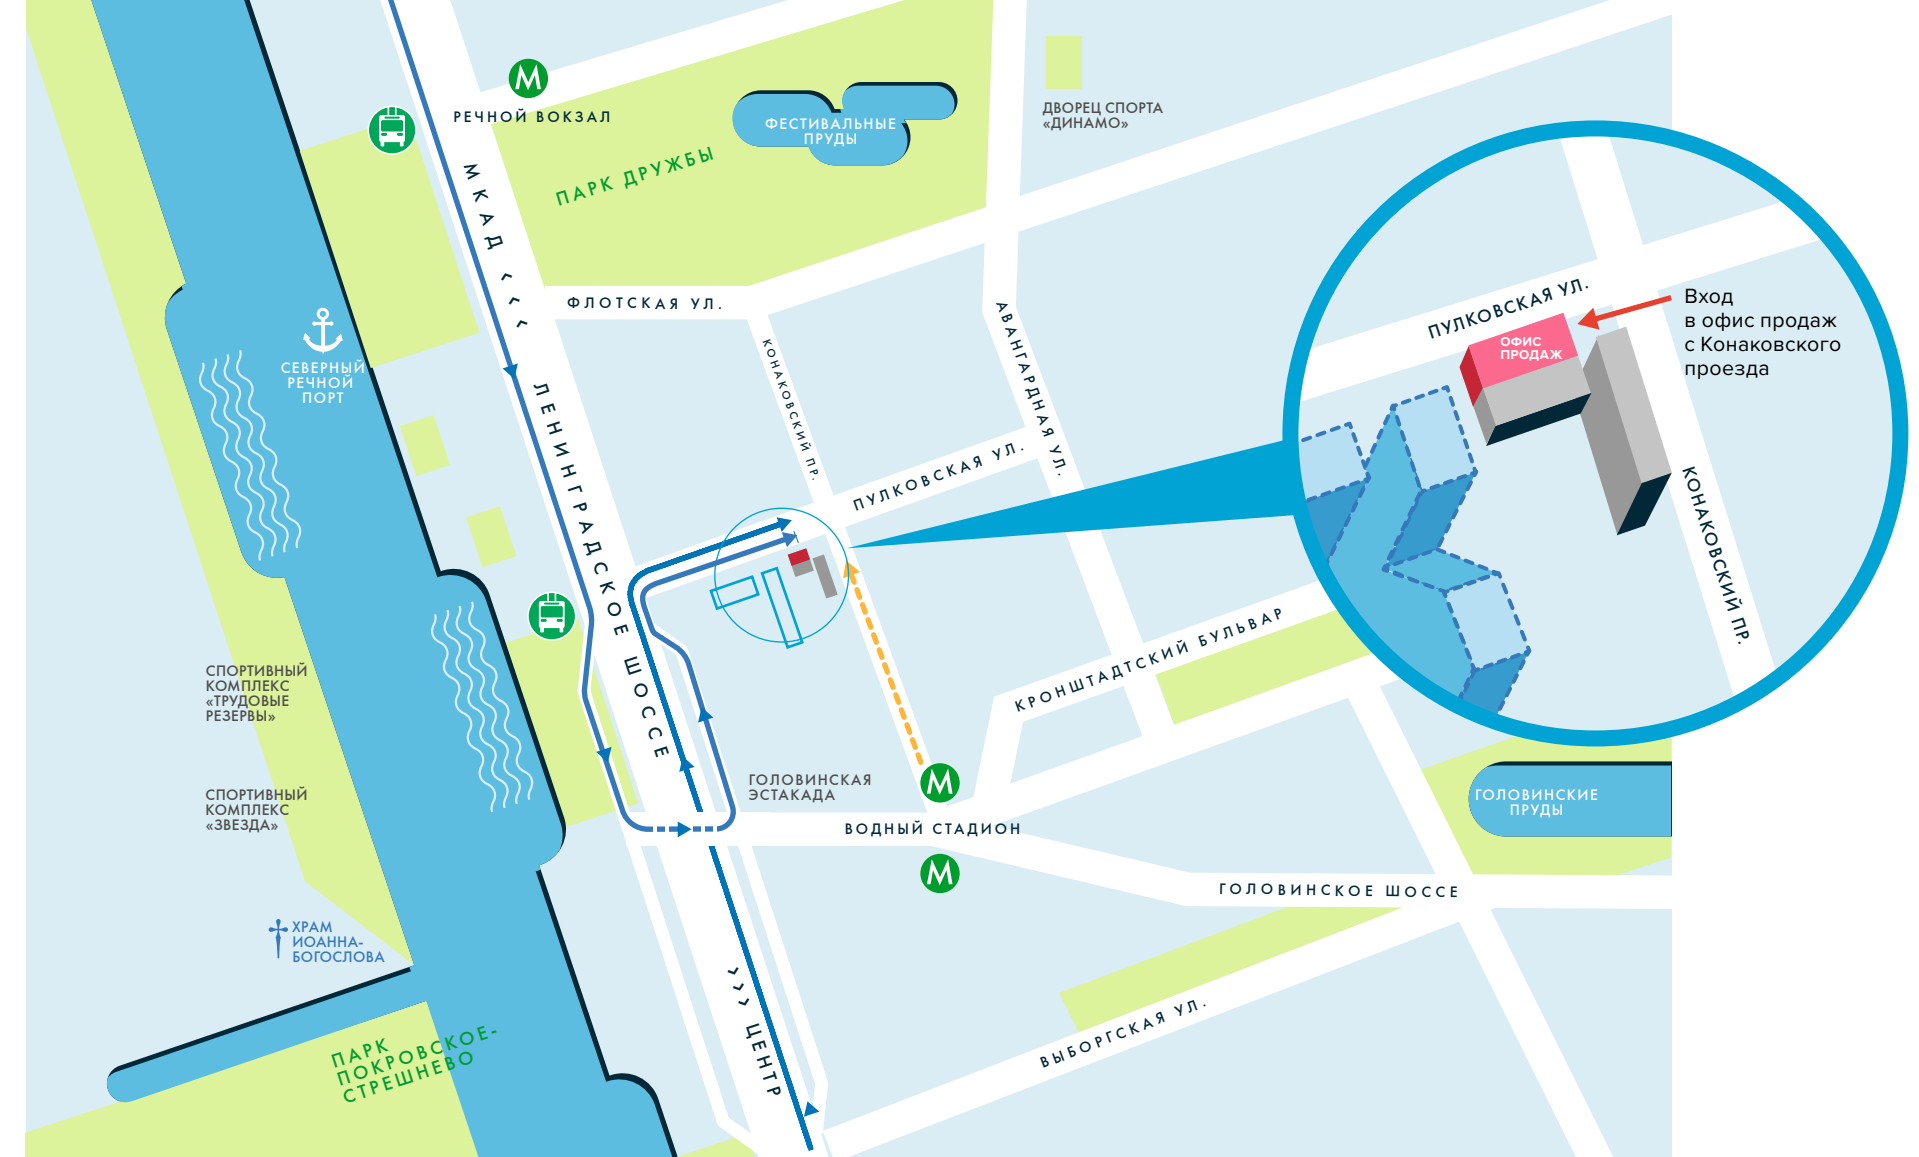 М
РЕЧНОЙ ВОКЗАЛ
ФЕСТИВАЛЬНЫЕ
ПРУДЫ
ДВОРЕЦ СПОРТА
«ДИНАМО»
ПАРК ДРУЖБЫ
МКАД <<<
ФЛОТСКАЯ УЛ.
СЕВЕРНЫЙ
РЕЧНОЙ
ПОРТ
КОНАКОВСКИЙ ПР.
АВАНГАРДНАЯ УЛ.
ПУЛКОВСКАЯ УЛ.
ПУЛКОВСКАЯ УЛ.
ОФИС
ПРОДАЖ
Вход
в офис продаж
с Конаковского
проезда
КОНАКОВСКИЙ ПР.
ЛЕНИНГРАДСКОЕ ШОССЕ
КРОНШТАДТСКИЙ БУЛЬВАР
СПОРТИВНЫЙ
КОМПЛЕКС
«ТРУДОВЫЕ
РЕЗЕРВЫ»
СПОРТИВНЫЙ
КОМПЛЕКС
«ЗВЕЗДА»
ГОЛОВИНСКАЯ
ЭСТАКАДА
М
ВОДНЫЙ СТАДИОН
М
ГОЛОВИНСКИЕ
ПРУДЫ
ГОЛОВИНСКОЕ ШОССЕ
ХРАМ
ИОАННА-
БОГОСЛОВА
>>> ЦЕНТР
ВЫБОРГСКАЯ УЛ.
ПАРК
ПОКРОВСКОЕ-
СТРЕШНЕВО